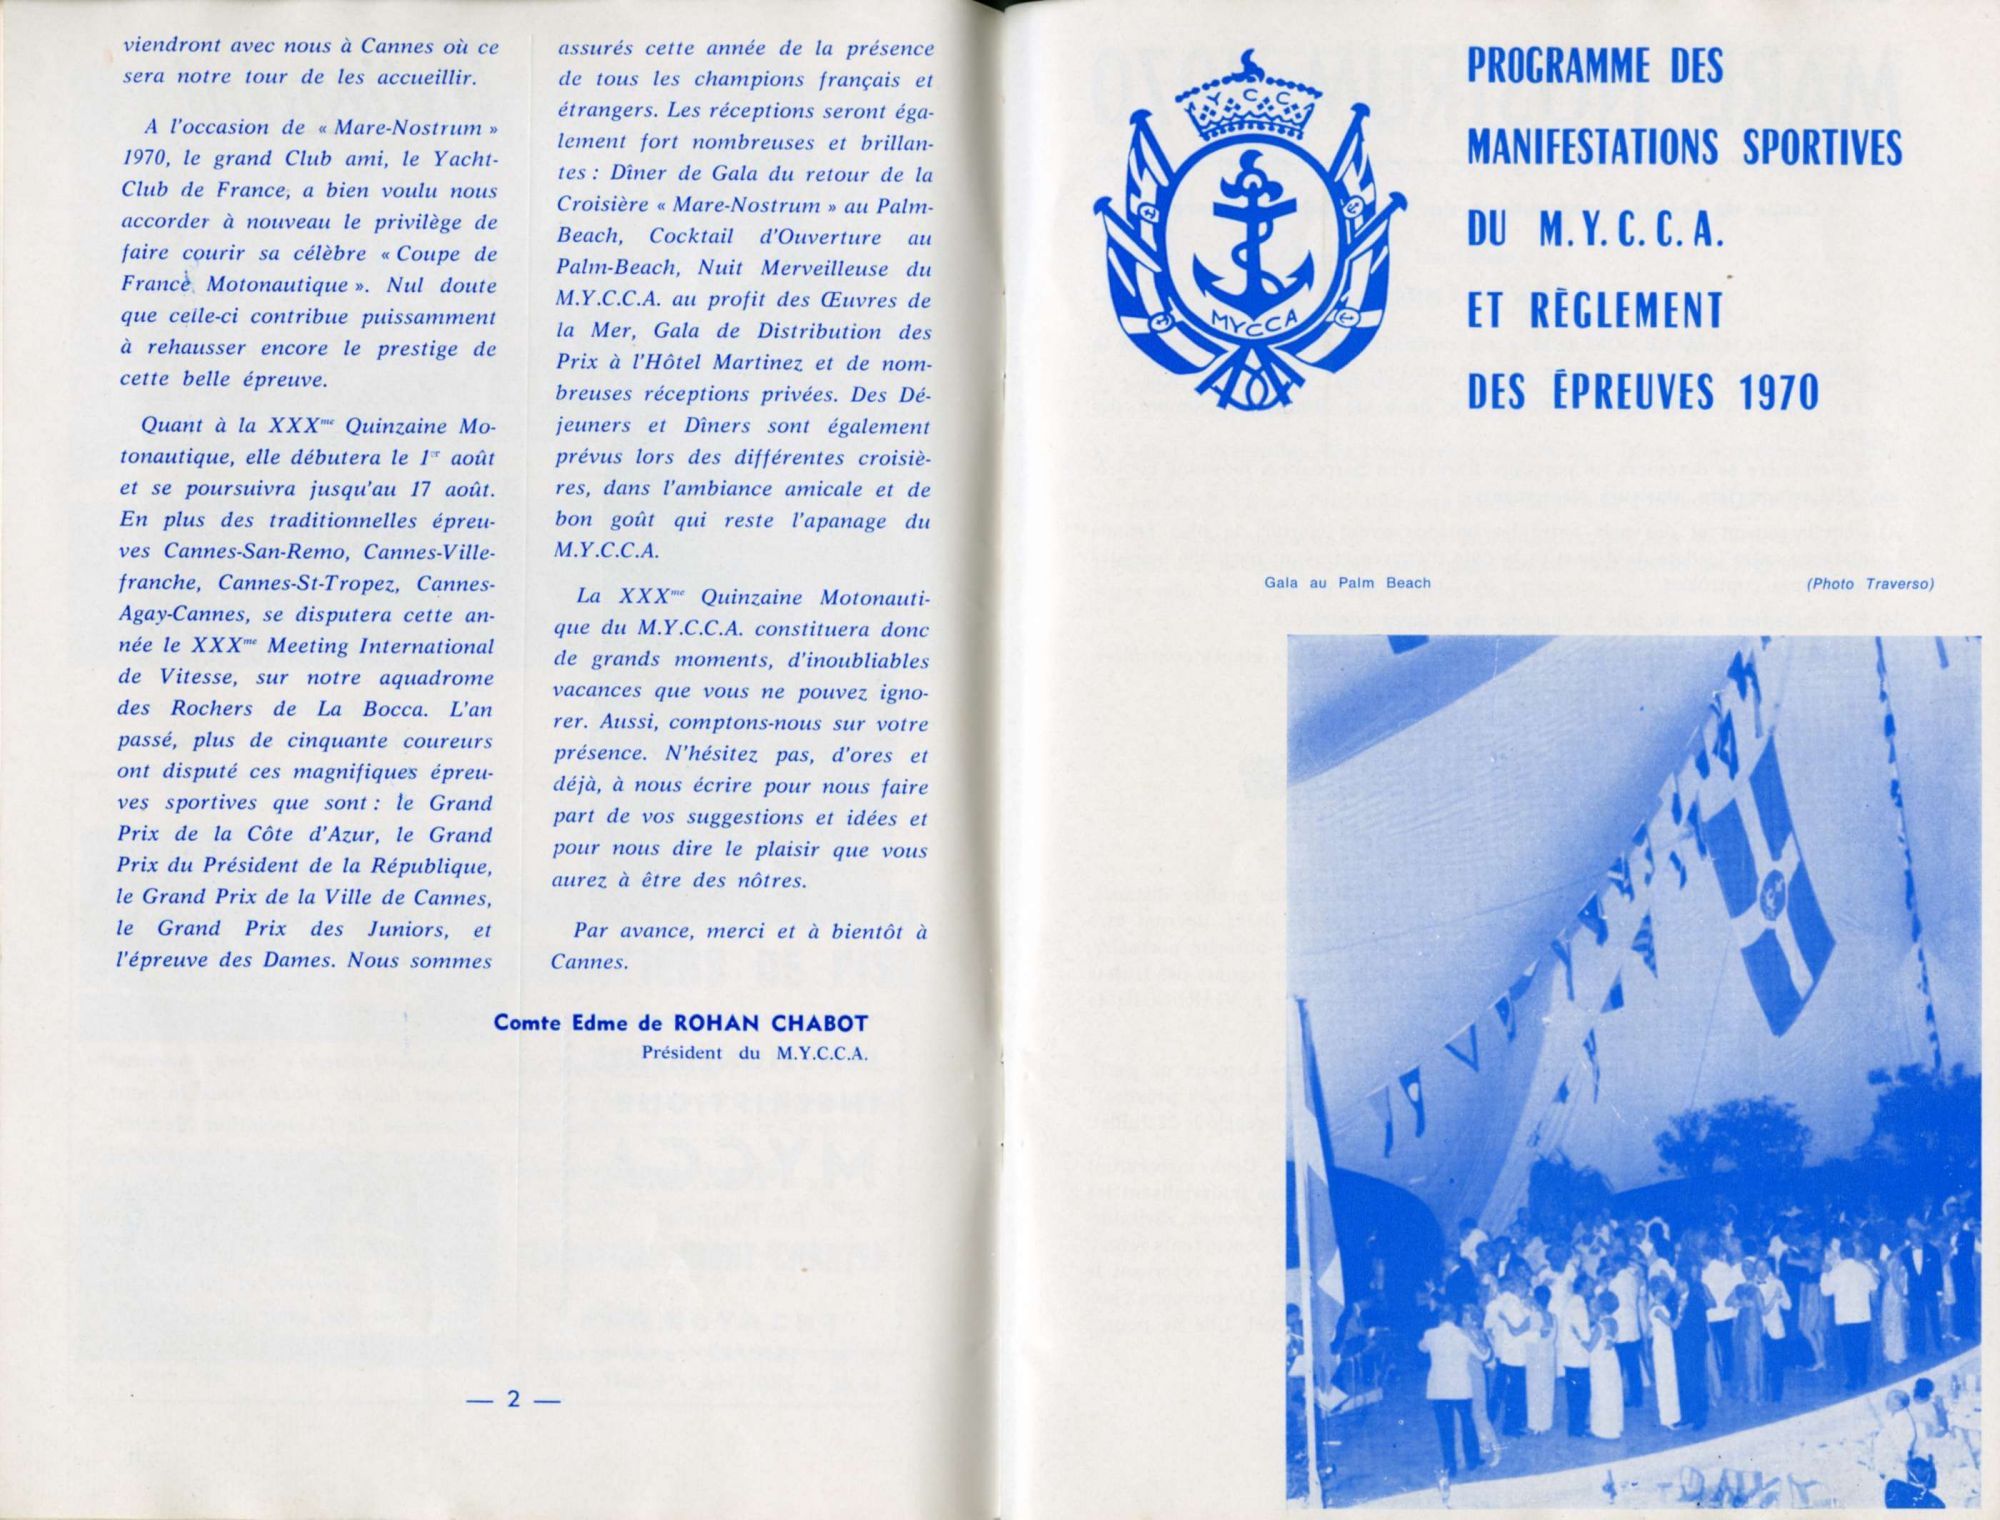 viendront avec nous à Cannes où ce
sera notre tour de les accueillir.
A l'occasion de « Mare-Nostrum »
1970, le grand Club ami, le Yacht-
Club de France, a bien voulu nous
accorder à nouveau le privilège de
faire courir sa célèbre « Coupe de
France Motonautique ». Nul doute
que celle-ci contribue puissamment
à rehausser encore le prestige de
cette belle épreuve.
Quant à la XXXme Quinzaine Mo-
tonautique, elle débutera le 1er août
et se poursuivra jusqu'au 17 août.
En plus des traditionnelles épreu-
ves Cannes-San-Remo, Cannes-Ville-
franche, Cannes-St-Tropez, Cannes-
Agay-Cannes, se disputera cette an-
née le XXXme Meeting International
de Vitesse, sur notre aquadrome
des Rochers de La Bocca. L'an
passé, plus de cinquante coureurs
ont disputé ces magnifiques épreu-
ves sportives que sont : le Grand
Prix de la Côte d'Azur, le Grand
Prix du Président de la République,
le Grand Prix de la Ville de Cannes,
le Grand Prix des Juniors, et
l'épreuve des Dames. Nous sommes
assurés cette année de la présence
de tous les champions français et
étrangers. Les réceptions seront éga-
lement fort nombreuses et brillan-
tes : Dîner de Gala du retour de la
Croisière « Mare-Nostrum » au Palm-
Beach, Cocktail d'Ouverture au
Palm-Beach, Nuit Merveilleuse du
M.Y.C.C.A. au profit des Œuvres de
la Mer, Gala de Distribution des
Prix à l'Hôtel Martinez et de nom-
breuses réceptions privées. Des Dé-
jeuners et Dîners sont également
prévus lors des différentes croisiè-
res, dans l'ambiance amicale et de
bon goût qui reste l'apanage du
M.Y.C.C.A.
La XXXme Quinzaine Motonauti-
que du M.Y.C.C.A. constituera donc
de grands moments, d'inoubliables
vacances que vous ne pouvez igno-
rer. Aussi, comptons-nous sur votre
présence. N'hésitez pas, d'ores et
déjà, à nous écrire pour nous faire
part de vos suggestions et idées et
pour nous dire le plaisir que vous
aurez à être des nôtres.
Par avance, merci et à bientôt à
Cannes.
Comte Edme de ROHAN CHABOT
Président du M.Y.C.C.A.
— 2 —
M.Y.C.C.A.
MYCCA
PROGRAMME DES
MANIFESTATIONS SPORTIVES
DU M.Y.C.C.A.
ET RÈGLEMENT
DES ÉPREUVES 1970
Gala au Palm Beach
(Photo Traverso)